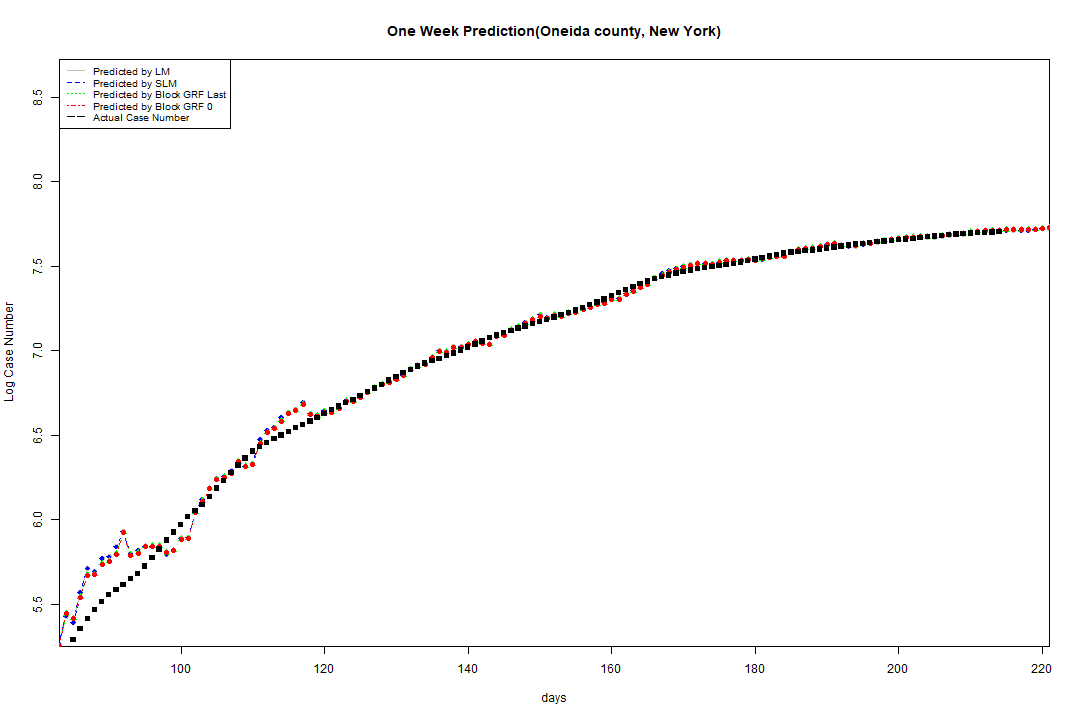 One Week Prediction(Oneida county, New York)
Predicted by LM
Predicted by SLM
Predicted by Block GRF Last
Predicted by Block GRF 0
Actual Case Number
8.5
8.0
7.5
7.0
6.5
6.0
5.5
Log Case Number
100 120 140 160 180 200 220
days